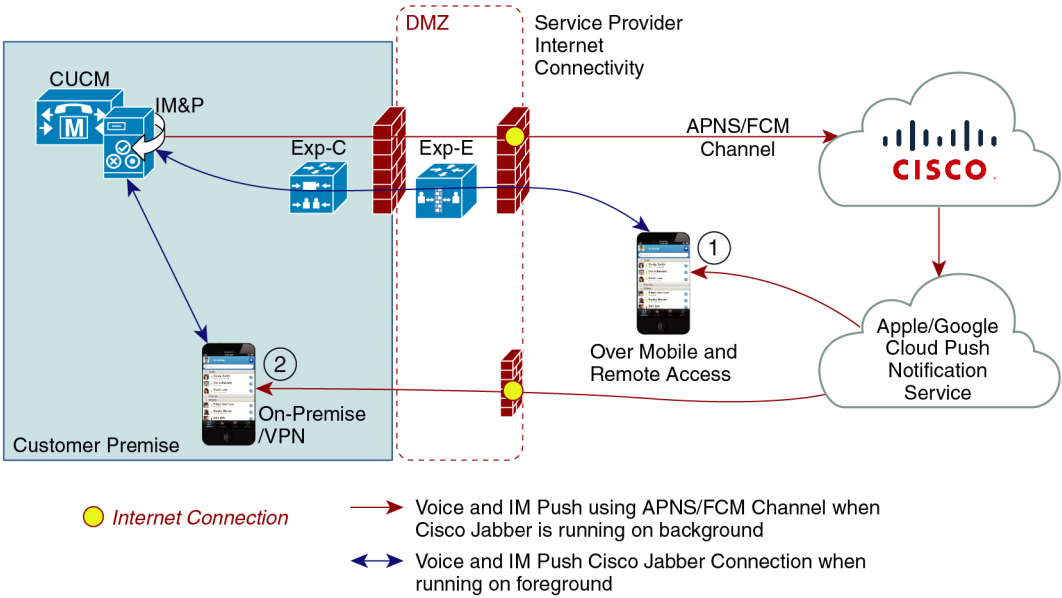 DMZ
Service Provider
Internet
Connectivity
CUCM
IM&P
M
Exp-C
Exp-E
APNS/FCM
Channel
CISCO
1
Over Mobile and
Remote Access
Apple/Google
Cloud Push
Notification
Service
2
On-Premise
/VPN
Customer Premise
Internet Connection
Voice and IM Push using APNS/FCM Channel when
Cisco Jabber is running on background
Voice and IM Push Cisco Jabber Connection when
running on foreground